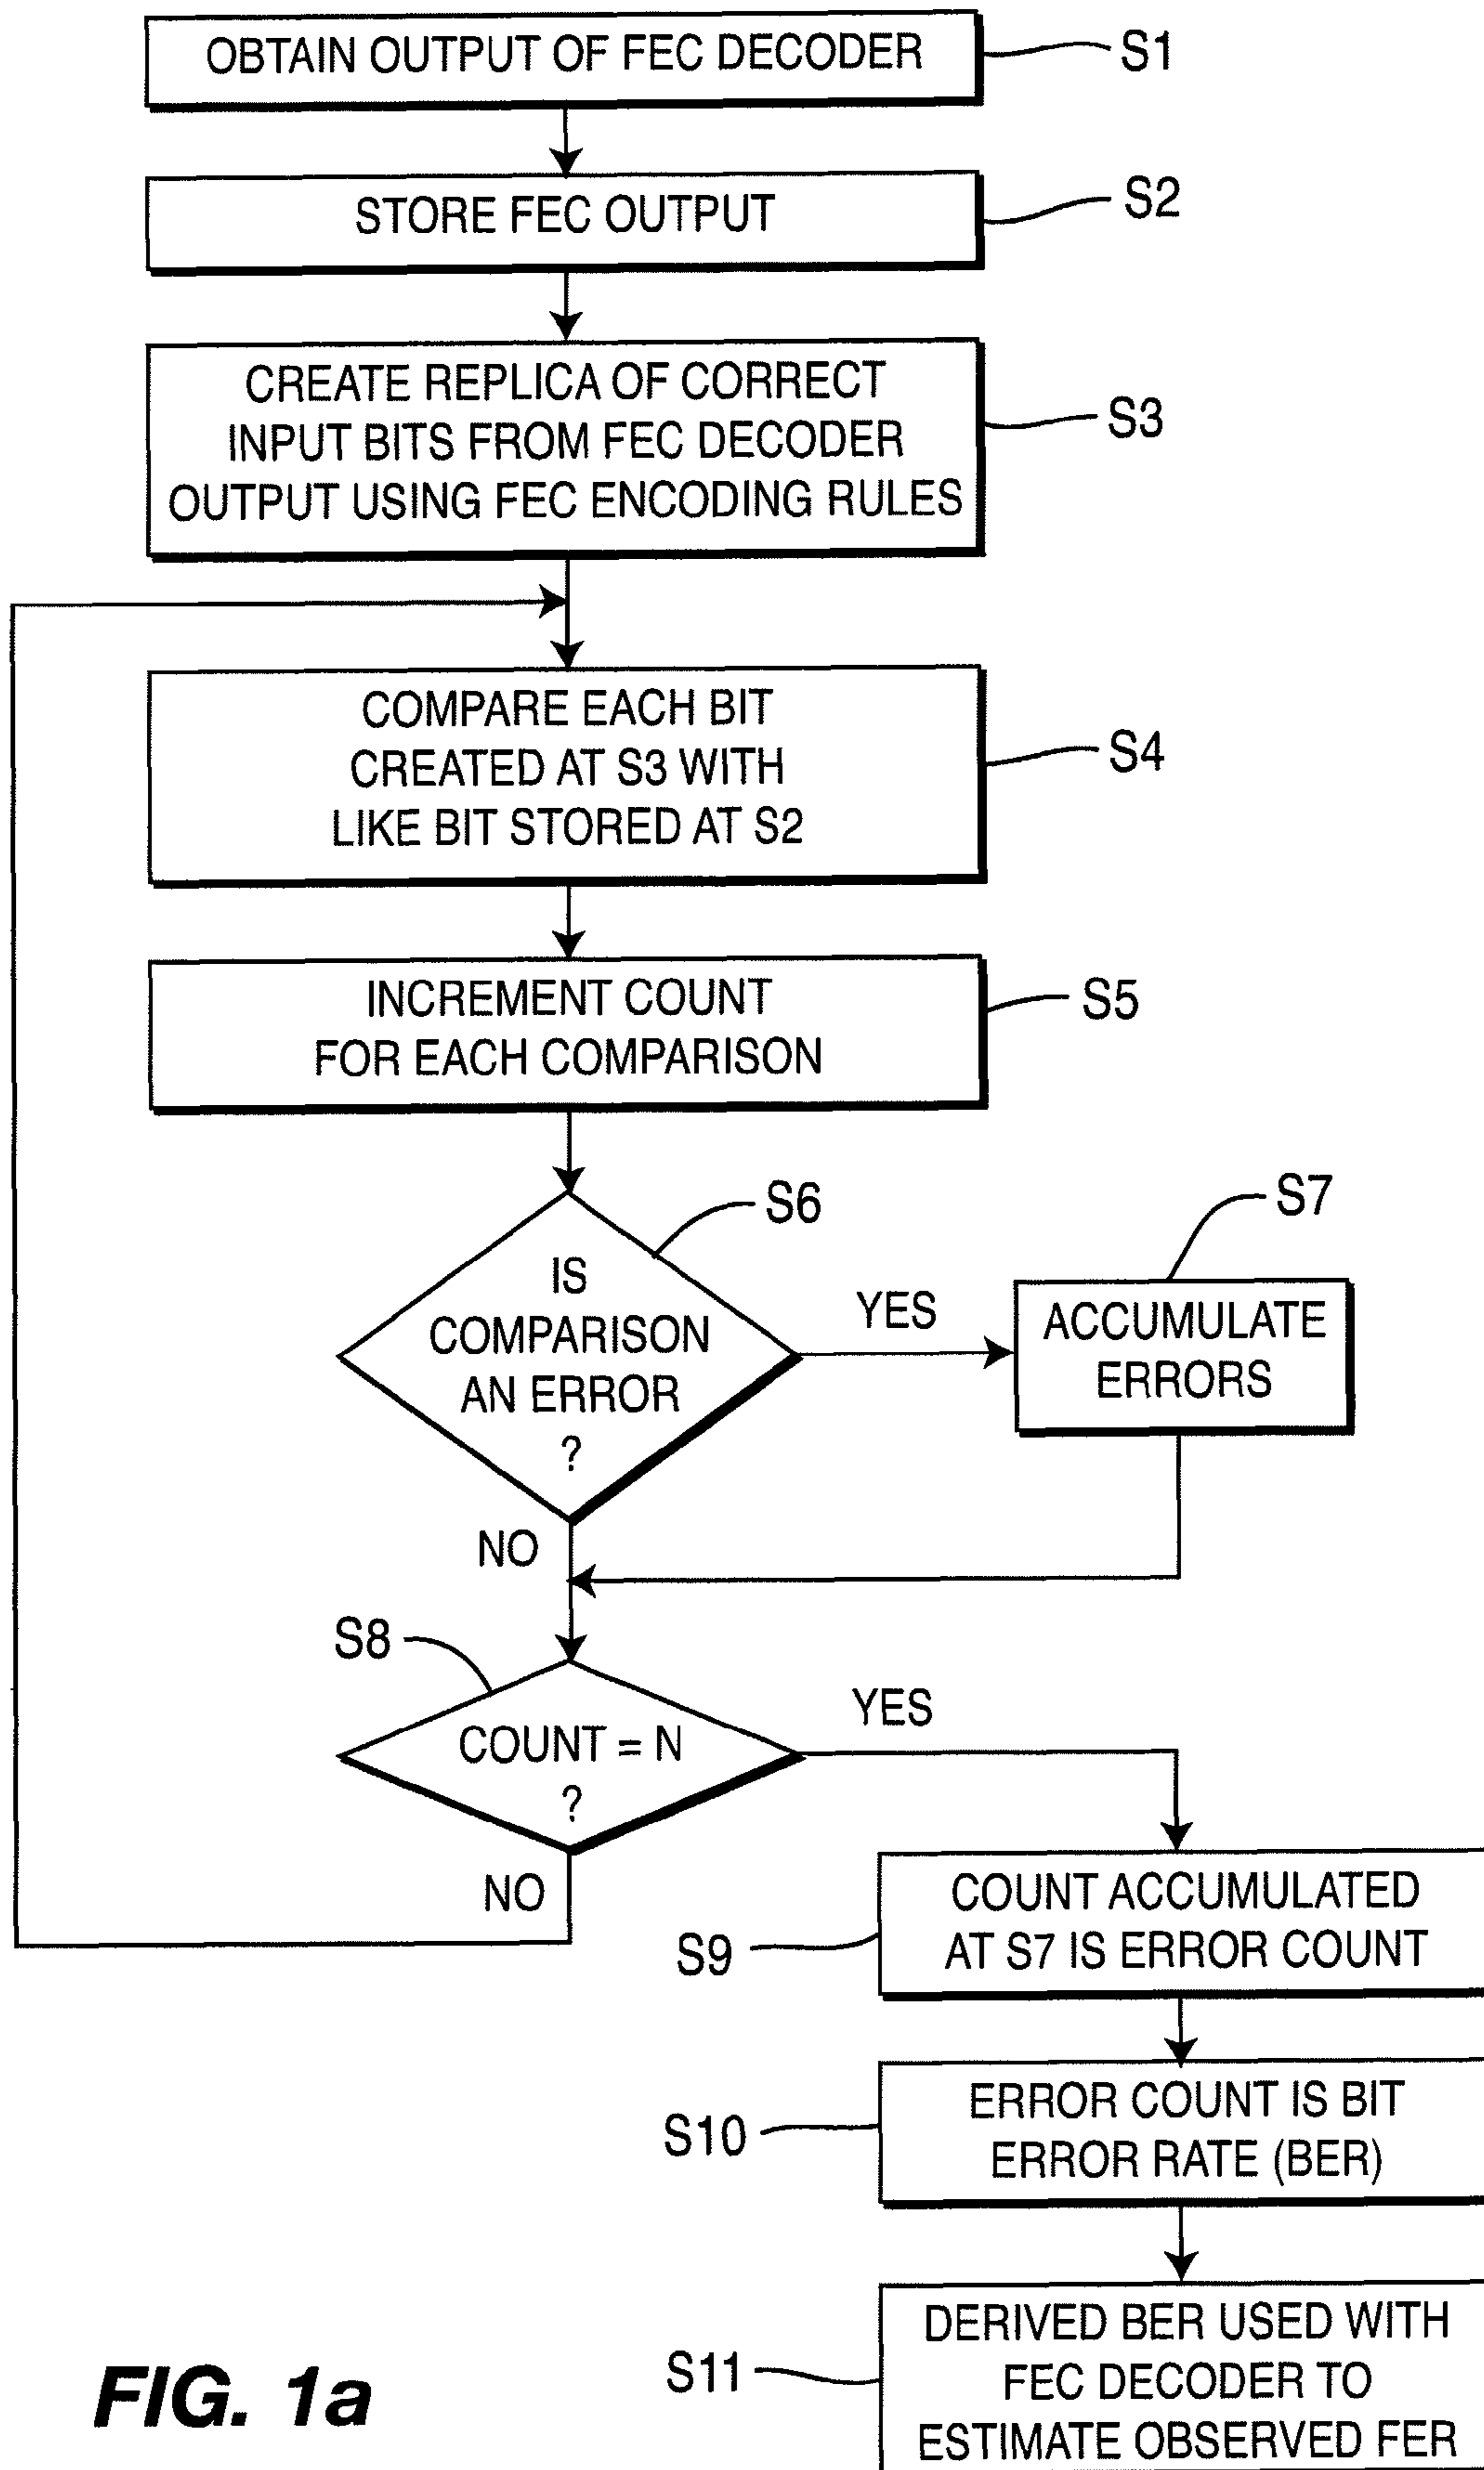 OBTAIN OUTPUT OF FEC DECODER
S1
STORE FEC OUTPUT
S2
CREATE REPLICA OF CORRECT
INPUT BITS FROM FEC DECODER
OUTPUT USING FEC ENCODING RULES
S3
COMPARE EACH BIT
CREATED AT S3 WITH
LIKE BIT STORED AT S2
S4
INCREMENT COUNT
FOR EACH COMPARISON
S5
IS
COMPARISON
AN ERROR
?
S6
YES
S7
ACCUMULATE
ERRORS
NO
S8
COUNT = N
?
YES
NO
COUNT ACCUMULATED
AT S7 IS ERROR COUNT
S9
ERROR COUNT IS BIT
ERROR RATE (BER)
S10
DERIVED BER USED WITH
FEC DECODER TO
ESTIMATE OBSERVED FER
S11
FIG. 1a